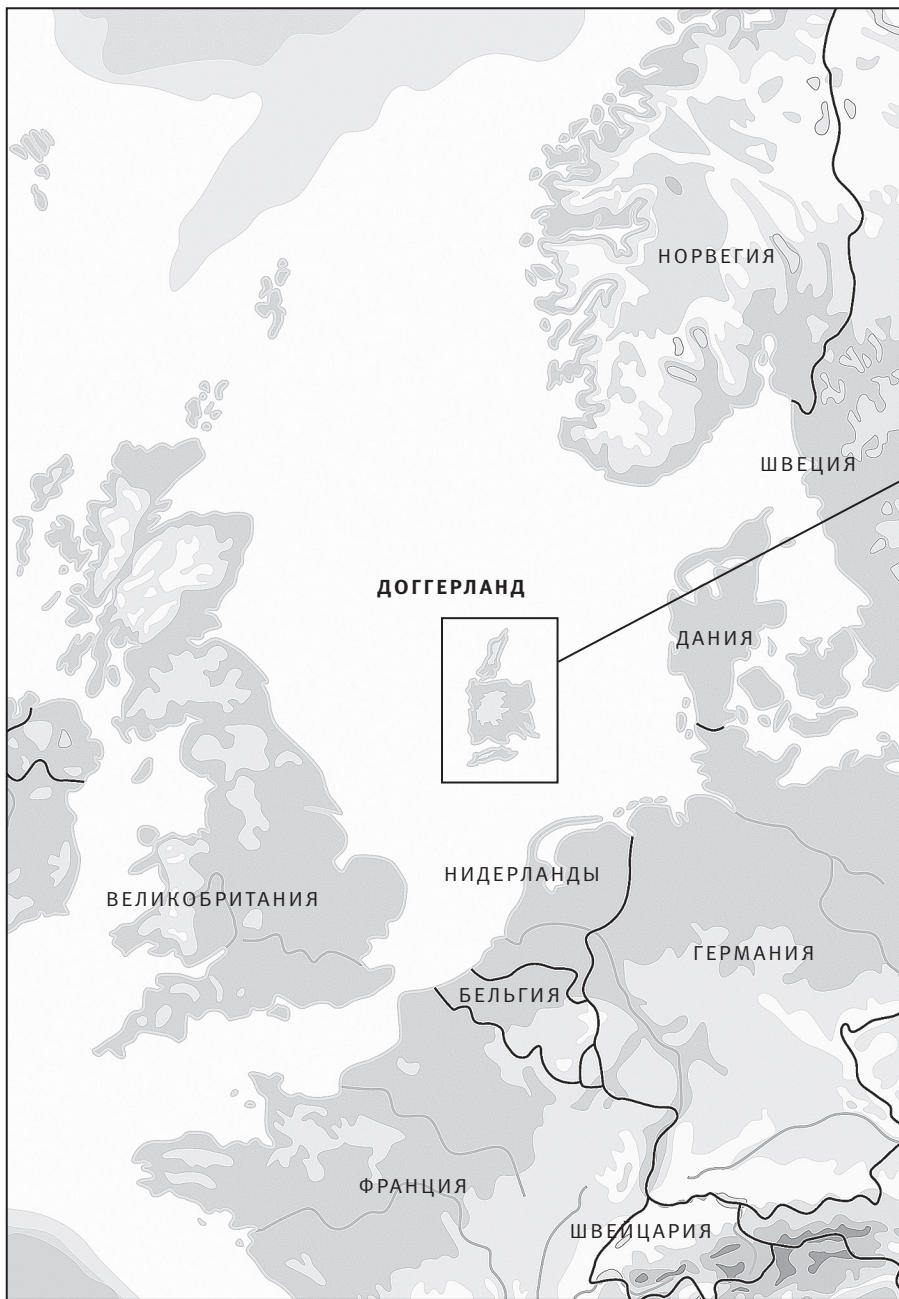 НОРВЕГИЯ
ШВЕЦИЯ
ДОГГЕРЛАНД
ДАНИЯ
НИДЕРЛАНДЫ
ВЕЛИКОБРИТАНИЯ
ГЕРМАНИЯ
БЕЛЬГИЯ
ФРАНЦИЯ
ШВЕЙЦАРИЯ